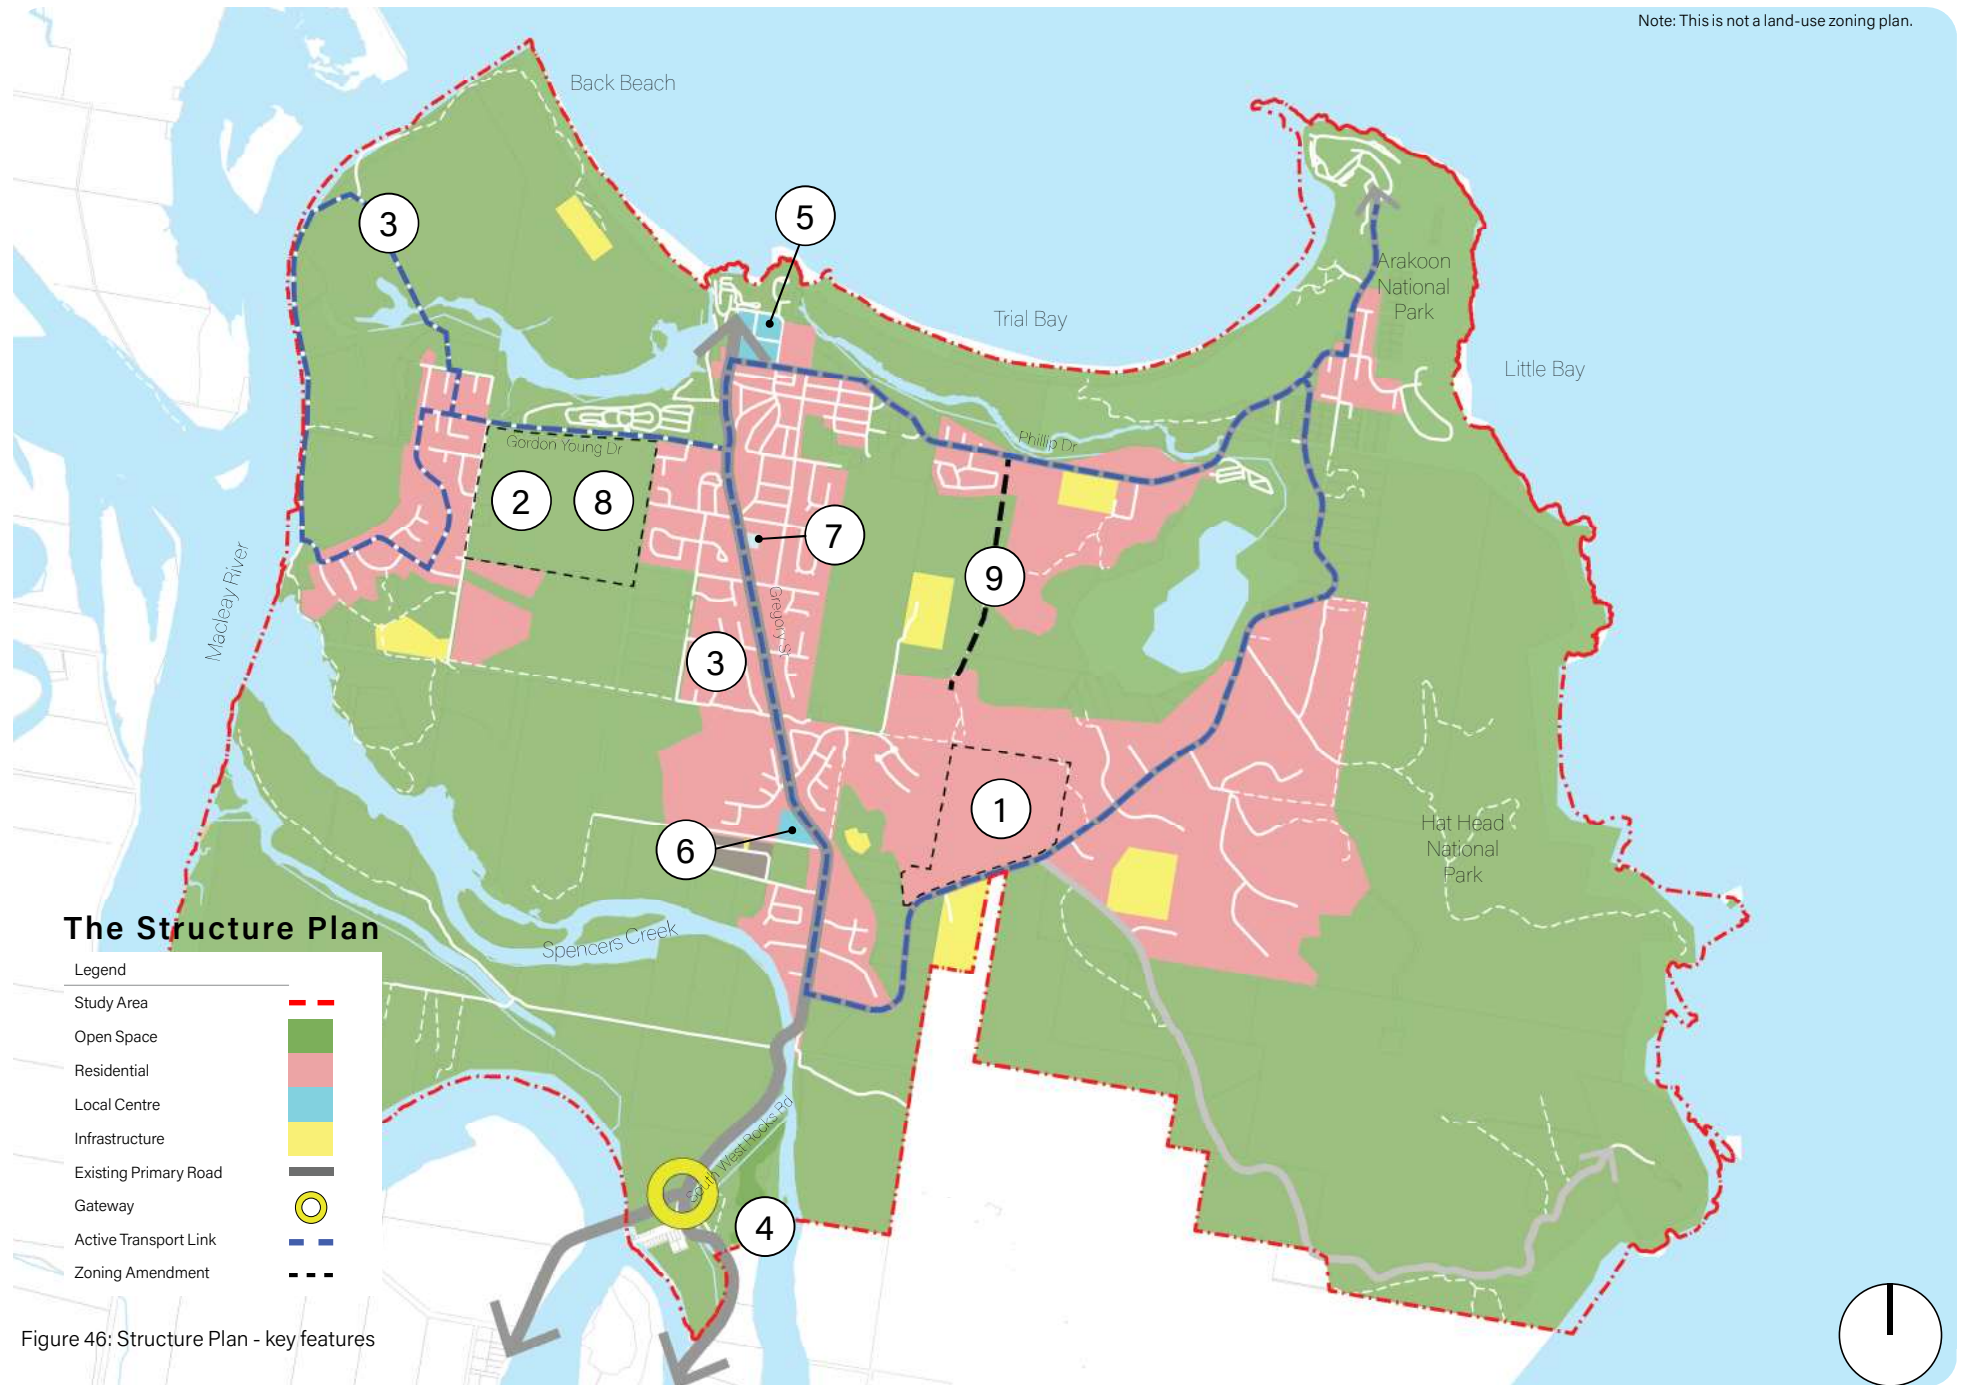 Note: This is not a land-use zoning plan.
Back Beach
3
5
Arakoon
National
Park
Trial Bay
Little Bay
Gordon Young Dr
Phillip Dr
2
8
7
9
Macleay River
Gregory St
3
1
6
Hat Head
National
Park
Spencers Creek
The Structure Plan
Legend
Study Area
Open Space
Residential
Local Centre
Infrastructure
Existing Primary Road
Gateway
Active Transport Link
Zoning Amendment
South West Rocks Rd
4
Figure 46: Structure Plan - key features